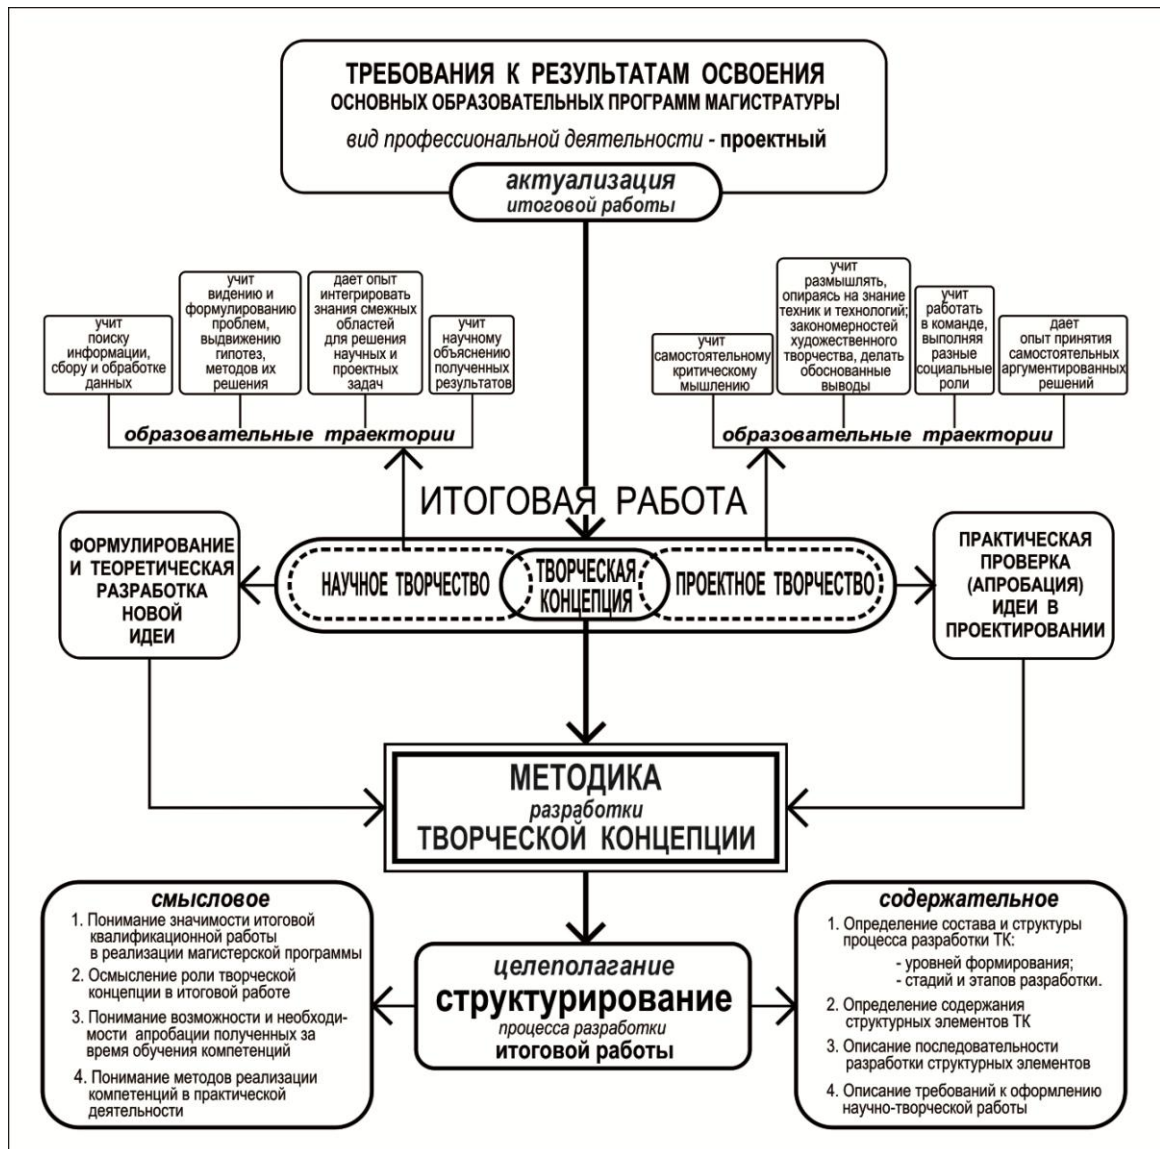 ТРЕБОВАНИЯ К РЕЗУЛЬТАТАМ ОСВОЕНИЯ
ОСНОВНЫХ ОБРАЗОВАТЕЛЬНЫХ ПРОГРАММ МАГИСТРАТУРЫ
вид профессиональной деятельности - проектный
актуализация
итоговой работы
учит
поиску
информации,
сбору и обработке
данных
учит
видению и
формулированию
проблем,
выдвижению
гипотез,
методов их
решения
дает опыт
интегрировать
знания смежных
областей
для решения
научных и
проектных
задач
учит
научному
объяснению
полученных
результатов
образовательные траектории
учит
самостоятельному
критическому
мышлению
учит
размышлять,
опираясь на знание
техник и технологий;
закономерностей
художественного
творчества, делать
обоснованные
выводы
учит
работать
в команде,
выполняя
разные
социальные
роли
дает
опыт принятия
самостоятельных
аргументированных
решений
образовательные траектории
ИТОГОВАЯ РАБОТА
ФОРМУЛИРОВАНИЕ
И ТЕОРЕТИЧЕСКАЯ
РАЗРАБОТКА
НОВОЙ
ИДЕИ
НАУЧНОЕ ТВОРЧЕСТВО
ТВОРЧЕСКАЯ
КОНЦЕПЦИЯ
ПРОЕКТНОЕ ТВОРЧЕСТВО
ПРАКТИЧЕСКАЯ
ПРОВЕРКА
(АПРОБАЦИЯ)
ИДЕИ В
ПРОЕКТИРОВАНИИ
МЕТОДИКА
разработки
ТВОРЧЕСКОЙ КОНЦЕПЦИИ
смысловое
1. Понимание значимости итоговой
квалификационной работы
в реализации магистерской программы
2. Осмысление роли творческой
концепции в итоговой работе
3. Понимание возможности и необходи-
мости апробации полученных за
время обучения компетенций
4. Понимание методов реализации
компетенций в практической
деятельности
целеполагание
структурирование
процесса разработки
итоговой работы
содержательное
1. Определение состава и структуры
процесса разработки ТК:
- уровней формирования;
- стадий и этапов разработки.
2. Определение содержания
структурных элементов ТК
3. Описание последовательности
разработки структурных элементов
4. Описание требований к оформлению
научно-творческой работы